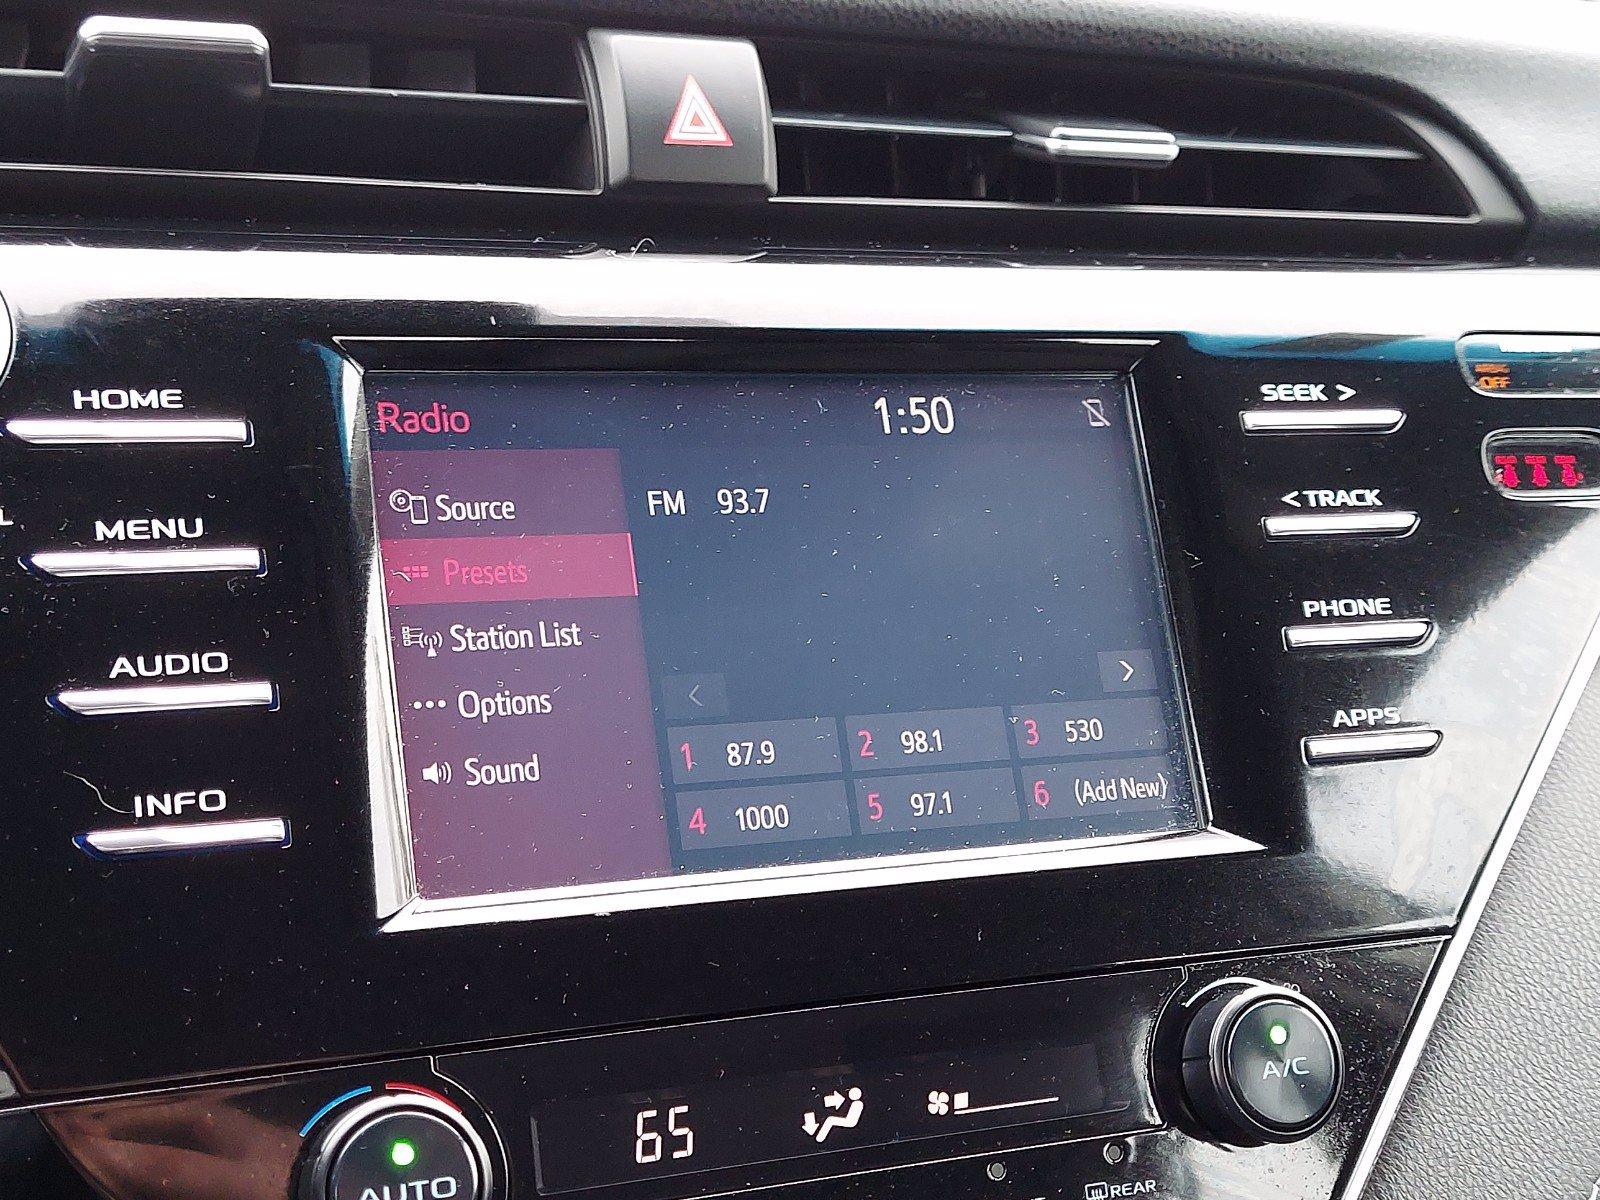 HOME
MENU
AUDIO
INFO
Radio
1:50
Source
Presets
Station List
Options
Sound
FM 93.7
<
>
1 87.9
2 98.1
3 530
4 1000
5 97.1
6 (Add New)
SEEK >
< TRACK
PHONE
APPS
OFF
65
A/C
AUTO
REAR